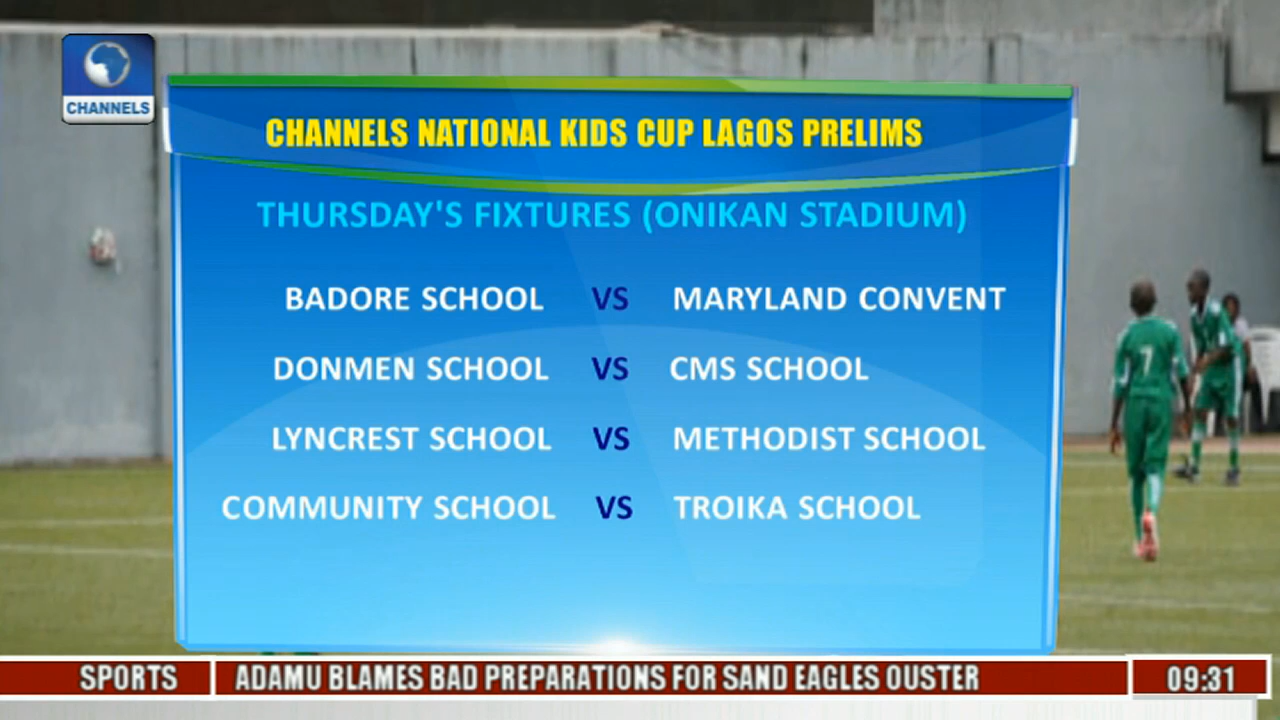 CHANNELS
CHANNELS NATIONAL KIDS CUP LAGOS PRELIMS
THURSDAY'S FIXTURES (ONIKAN STADIUM)
BADORE SCHOOL VS MARYLAND CONVENT
DONMEN SCHOOL VS CMS SCHOOL
LYNCREST SCHOOL VS METHODIST SCHOOL
COMMUNITY SCHOOL VS TROIKA SCHOOL
7
SPORTS ADAMU BLAMES BAD PREPARATIONS FOR SAND EAGLES OUSTER 09:31